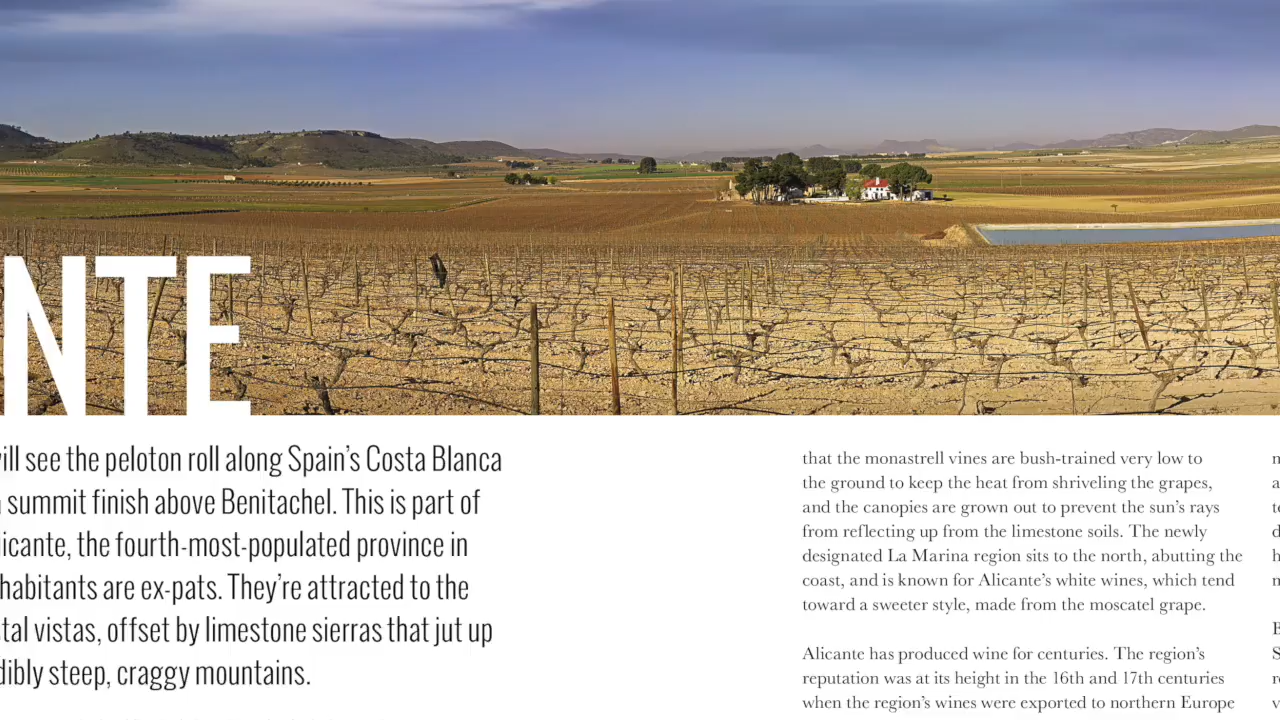 NTE
will see the peloton roll along Spain's Costa Blanca
summit finish above Benitachel. This is part of
licante, the fourth-most-populated province in
habitants are ex-pats. They're attracted to the
tal vistas, offset by limestone sierras that jut up
dibly steep, craggy mountains.
that the monastrell vines are bush-trained very low to
the ground to keep the heat from shriveling the grapes,
and the canopies are grown out to prevent the sun's rays
from reflecting up from the limestone soils. The newly
designated La Marina region sits to the north, abutting the
coast, and is known for Alicante's white wines, which tend
toward a sweeter style, made from the moscatel grape.
Alicante has produced wine for centuries. The region's
reputation was at its height in the 16th and 17th centuries
when the region's wines were exported to northern Europe